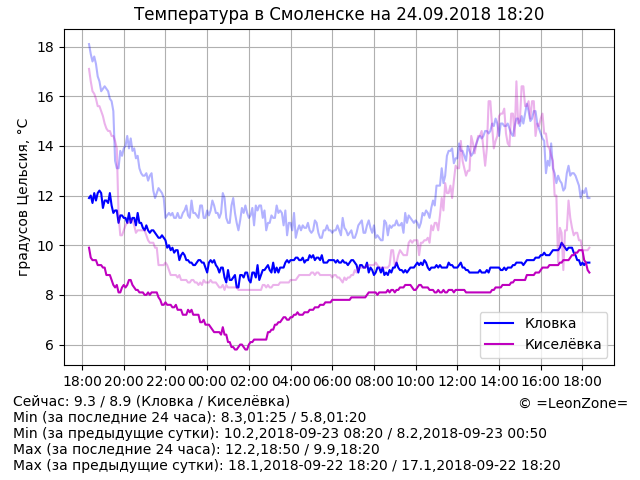 Температура в Смоленске на 24.09.2018 18:20
градусов Цельсия, °C
18
16
14
12
10
8
6
18:00 20:00 22:00 00:00 02:00 04:00 06:00 08:00 10:00 12:00 14:00 16:00 18:00
Кловка
Киселёвка
Сейчас: 9.3 / 8.9 (Кловка / Киселёвка)
© =LeonZone=
Min (за последние 24 часа): 8.3,01:25 / 5.8,01:20
Min (за предыдущие сутки): 10.2,2018-09-23 08:20 / 8.2,2018-09-23 00:50
Max (за последние 24 часа): 12.2,18:50 / 9.9,18:20
Max (за предыдущие сутки): 18.1,2018-09-22 18:20 / 17.1,2018-09-22 18:20